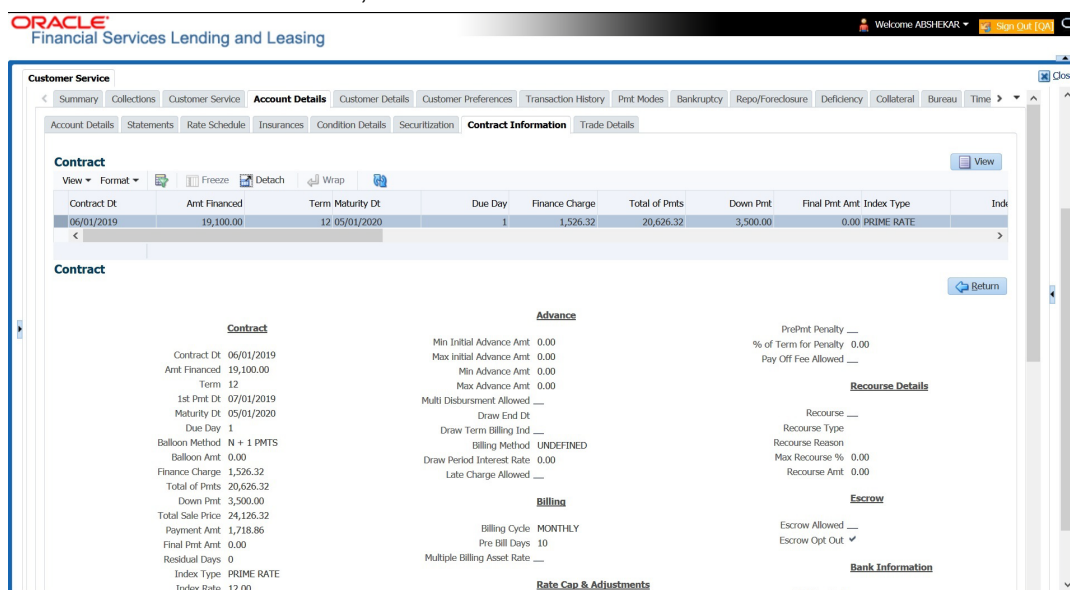 ORACLE
Financial Services Lending and Leasing
Welcome ABSHEKAR
Sign Out [QA]
Customer Service
Clos
Summary Collections Customer Service Account Details Customer Details Customer Preferences Transaction History Pmt Modes Bankruptcy Repo/Foreclosure Deficiency Collateral Bureau Time
Account Details Statements Rate Schedule Insurances Condition Details Securitization Contract Information Trade Details
Contract
View
View Format Freeze Detach Wrap
Contract Dt Amt Financed Term Maturity Dt Due Day Finance Charge Total of Pmts Down Pmt Final Pmt Amt Index Type Inde
06/01/2019 19,100.00 12 05/01/2020 1 1,526.32 20,626.32 3,500.00 0.00 PRIME RATE
Contract
Return
Contract
Contract Dt 06/01/2019
Amt Financed 19,100.00
Term 12
1st Pmt Dt 07/01/2019
Maturity Dt 05/01/2020
Due Day 1
Balloon Method N + 1 PMTS
Balloon Amt 0.00
Finance Charge 1,526.32
Total of Pmts 20,626.32
Down Pmt 3,500.00
Total Sale Price 24,126.32
Payment Amt 1,718.86
Final Pmt Amt 0.00
Residual Days 0
Index Type PRIME RATE
Index Rate 12.00
Advance
Min Initial Advance Amt 0.00
Max initial Advance Amt 0.00
Min Advance Amt 0.00
Max Advance Amt 0.00
Multi Disbursment Allowed
Draw End Dt
Draw Term Billing Ind
Billing Method UNDEFINED
Draw Period Interest Rate 0.00
Late Charge Allowed
Billing
Billing Cycle MONTHLY
Pre Bill Days 10
Multiple Billing Asset Rate
Rate Cap & Adjustments
PrePmt Penalty
% of Term for Penalty 0.00
Pay Off Fee Allowed
Recourse Details
Recourse
Recourse Type
Recourse Reason
Max Recourse % 0.00
Recourse Amt 0.00
Escrow
Escrow Allowed
Escrow Opt Out ✔
Bank Information